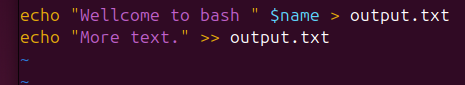 echo "Wellcome to bash " $name > output.txt
echo "More text." >> output.txt
~
~